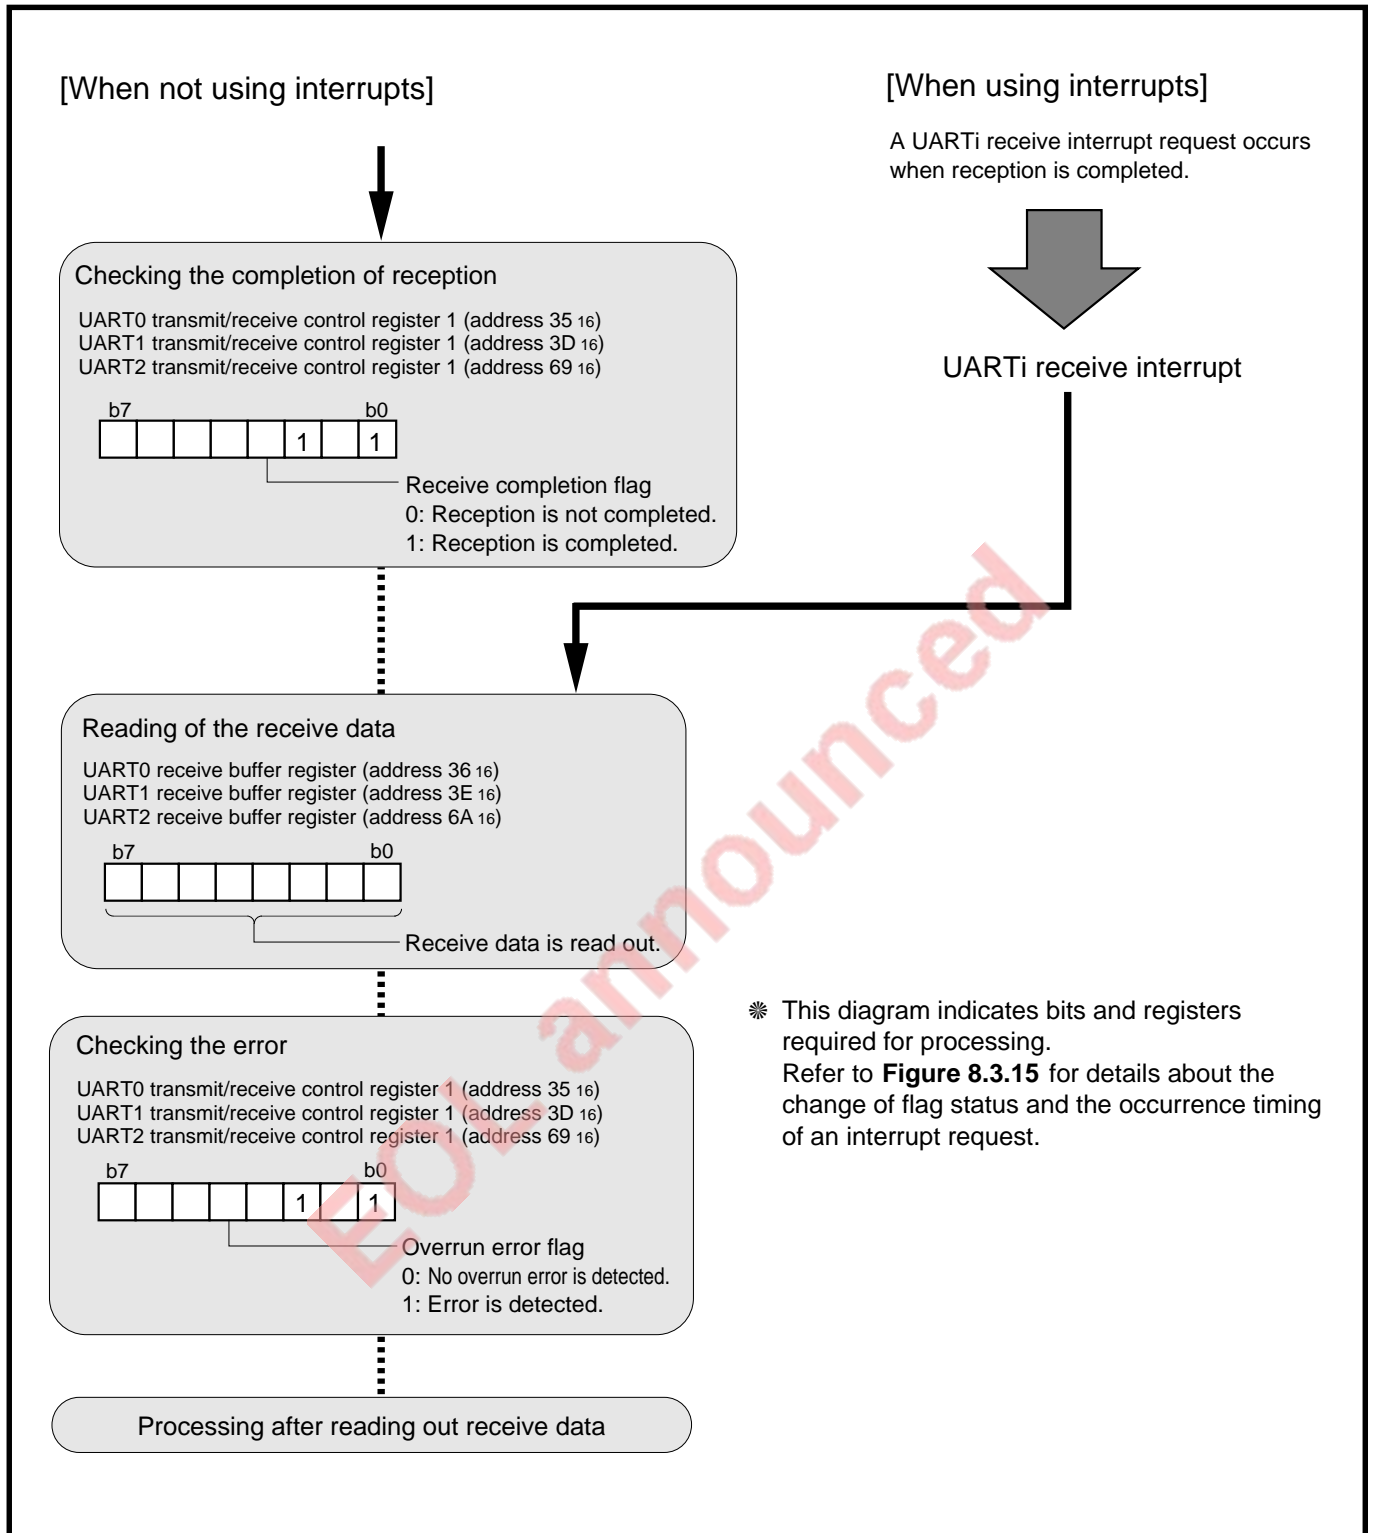 [When not using interrupts]
[When using interrupts]
A UARTi receive interrupt request occurs
when reception is completed.
UARTi receive interrupt
Checking the completion of reception
UART0 transmit/receive control register 1 (address 35 16)
UART1 transmit/receive control register 1 (address 3D 16)
UART2 transmit/receive control register 1 (address 69 16)
b7 b0
1 1
Receive completion flag
0: Reception is not completed.
1: Reception is completed.
Reading of the receive data
UART0 receive buffer register (address 36 16)
UART1 receive buffer register (address 3E 16)
UART2 receive buffer register (address 6A 16)
b7 b0
Receive data is read out.
Checking the error
UART0 transmit/receive control register 1 (address 35 16)
UART1 transmit/receive control register 1 (address 3D 16)
UART2 transmit/receive control register 1 (address 69 16)
b7 b0
1 1
Overrun error flag
0: No overrun error is detected.
1: Error is detected.
Processing after reading out receive data
❊ This diagram indicates bits and registers
required for processing.
Refer to Figure 8.3.15 for details about the
change of flag status and the occurrence timing
of an interrupt request.
EOL announced